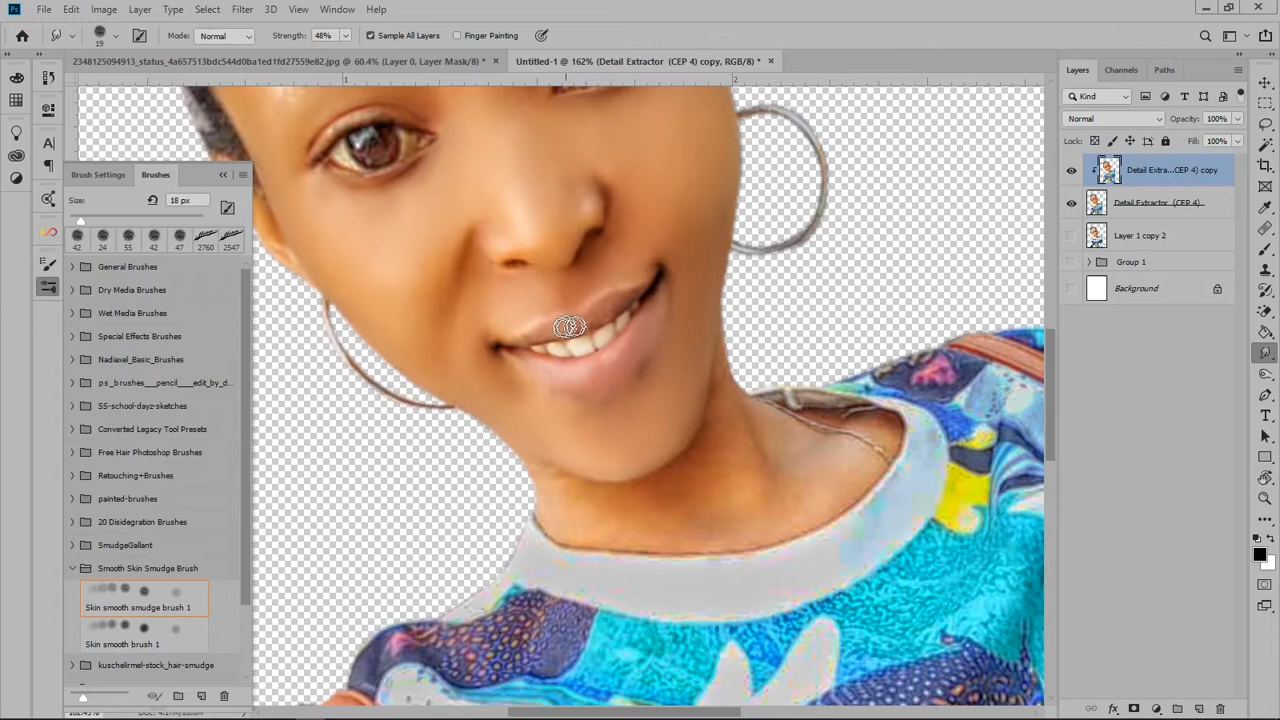 Ps File Edit Image Layer Type Select Filter 3D View Window Help
19 Mode: Normal Strength: 48% Sample All Layers Finger Painting
2348125094913_status_4a657513bdc544d0ba1ed1fd27559e82.jpg @ 60.4% (Layer 0, Layer Mask/8) * × Untitled-1 @ 162% (Detail Extractor (CEP 4) copy, RGB/8) * ×
1 2
Brush Settings Brushes
Size: 18 px
42 24 55 42 47 2760 2547
General Brushes
Dry Media Brushes
Wet Media Brushes
Special Effects Brushes
Nadiaxel_Basic_Brushes
ps_brushes___pencil___edit_by_d...
SS-school-dayz-sketches
Converted Legacy Tool Presets
Free Hair Photoshop Brushes
Retouching+Brushes
painted-brushes
20 Disidegration Brushes
SmudgeGallant
Smooth Skin Smudge Brush
Skin smooth smudge brush 1
Skin smooth brush 1
kuschelirmel-stock_hair-smudge
Layers Channels Paths
Kind
Normal Opacity: 100%
Lock: Fill: 100%
Detail Extra...CEP 4) copy
Detail Extractor (CEP 4)
Layer 1 copy 2
Group 1
Background